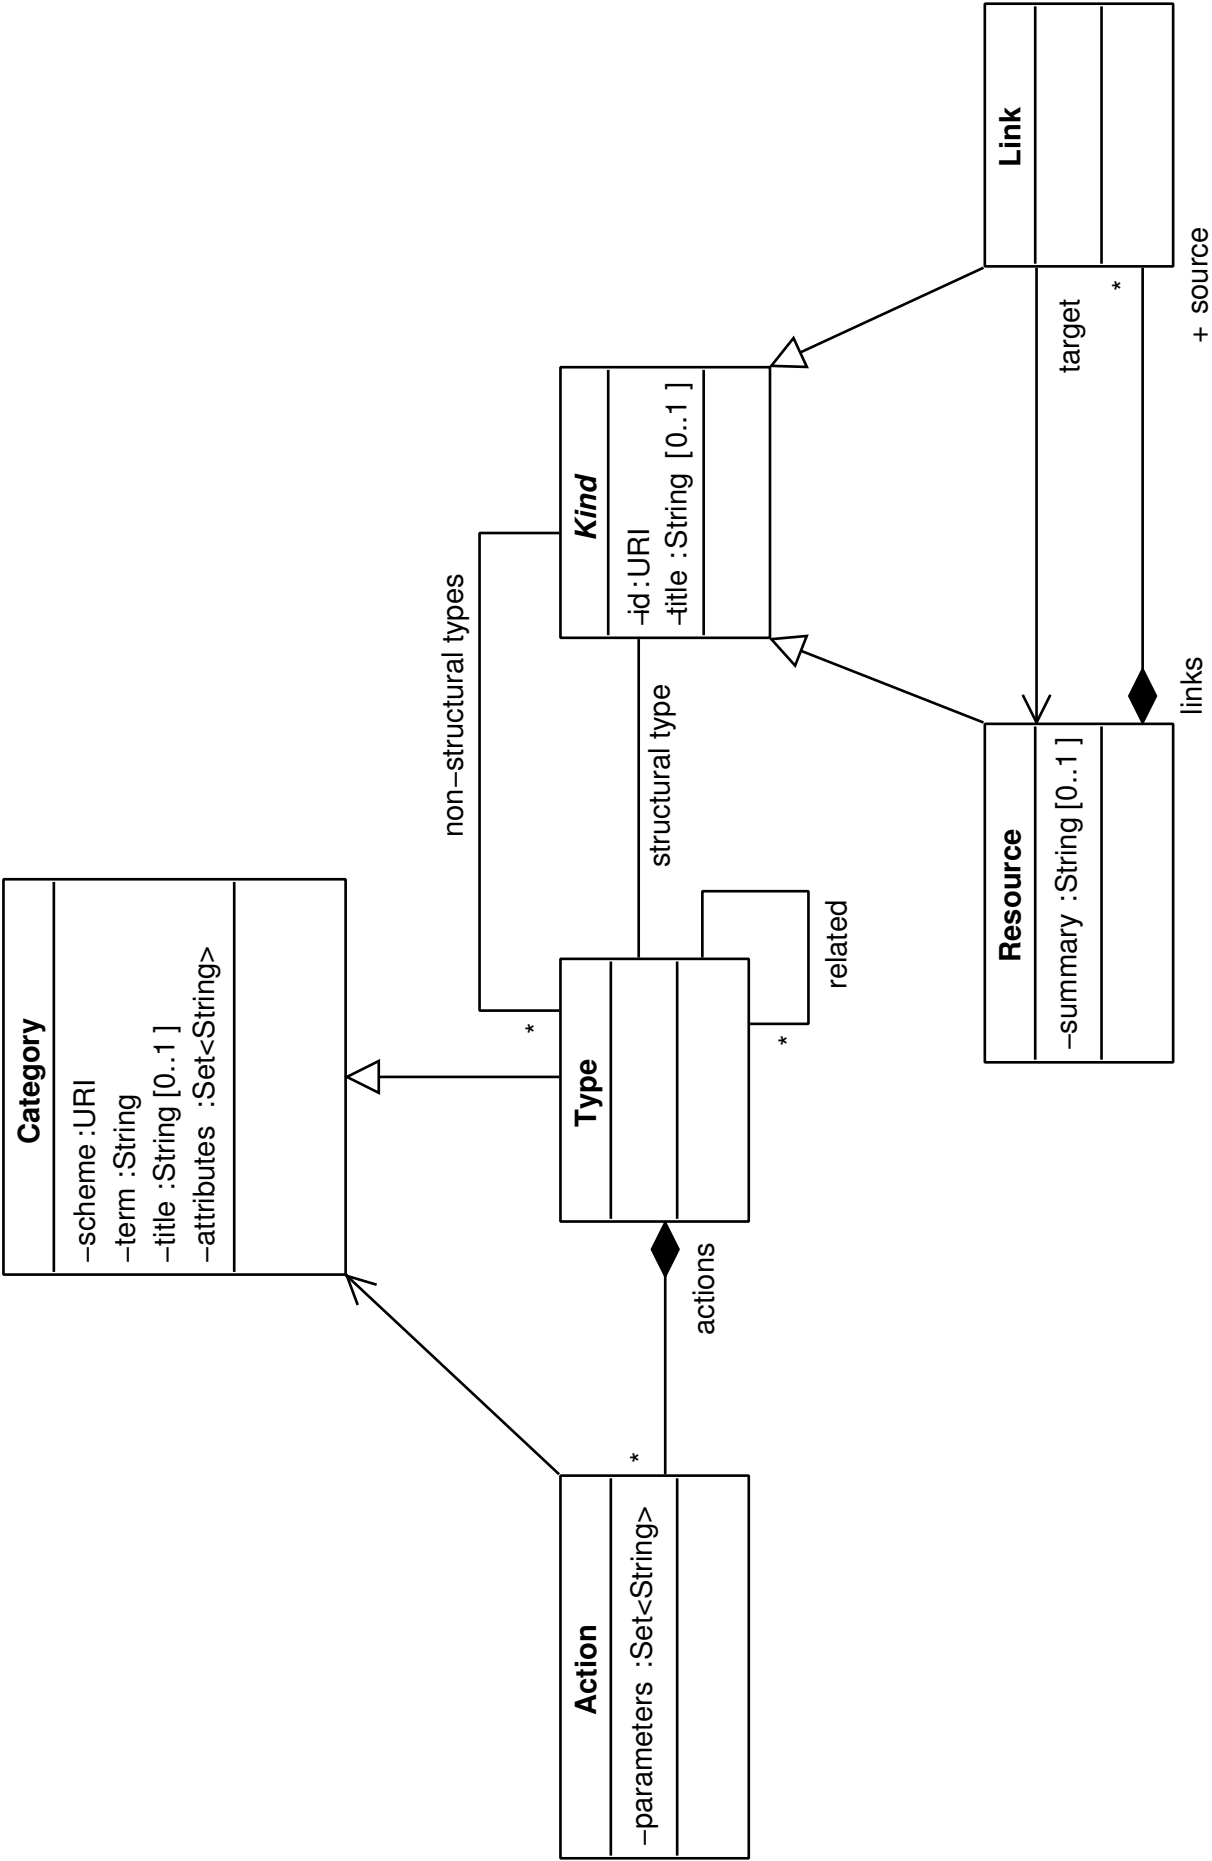 Category
–scheme :URI
–term :String
–title :String [0..1 ]
–attributes :Set<String>
non–structural types
*
Action
–parameters :Set<String>
*
actions
Type
*
related
structural type
Kind
–id :URI
–title :String [0..1 ]
Resource
–summary :String [0..1 ]
links
target
*
+ source
Link